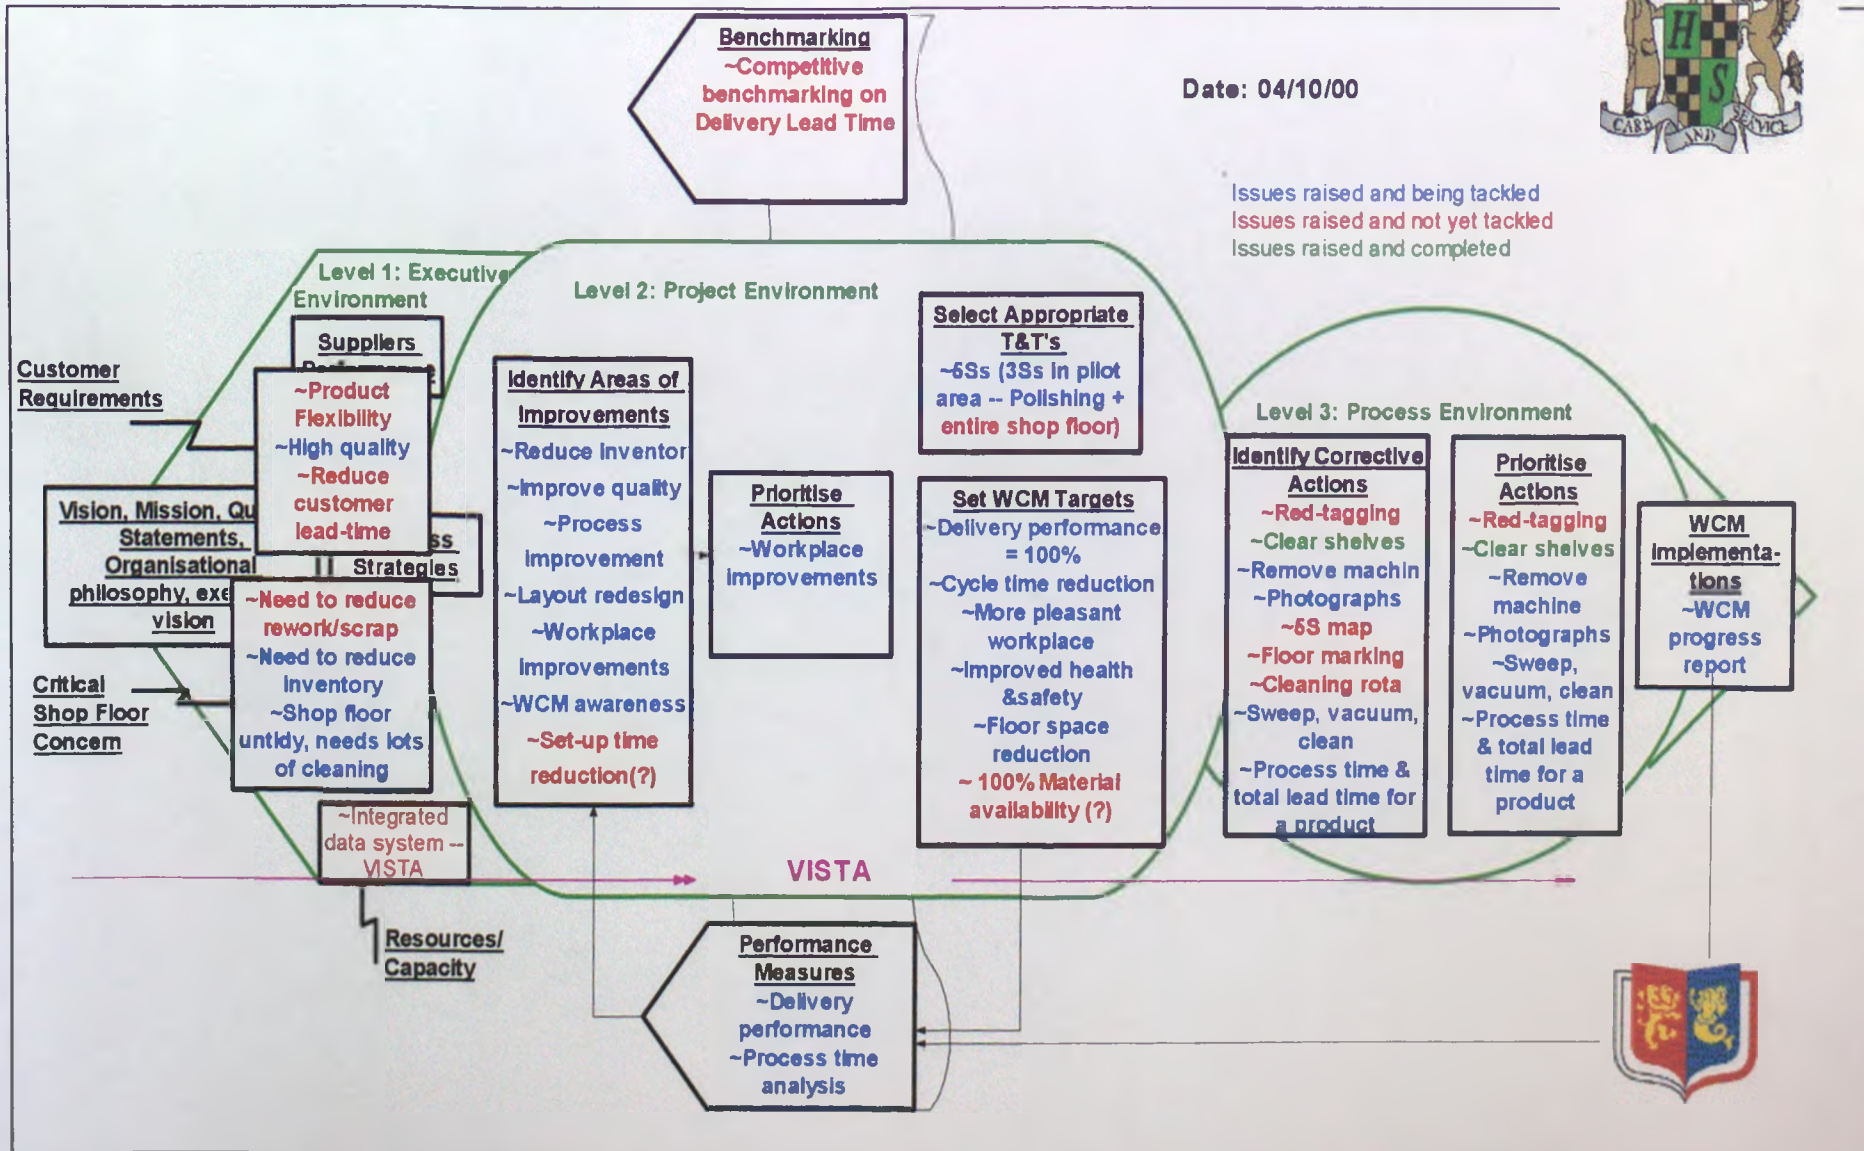 Benchmarking
~Competitive
benchmarking on
Delivery Lead Time
Date: 04/10/00
H
S
CARE AND SERVICE
Issues raised and being tackled
Issues raised and not yet tackled
Issues raised and completed
Level 1: Executive
Environment
Suppliers
Customer
Requirements
~Product
Flexibility
~High quality
~Reduce
customer
lead-time
Vision, Mission, Qu
Statements,
Organisational
philosophy, exe
vision
ss
Strategies
~Need to reduce
rework/scrap
~Need to reduce
inventory
~Shop floor
untidy, needs lots
of cleaning
Critical
Shop Floor
Concern
~Integrated
data system --
VISTA
Resources/
Capacity
Level 2: Project Environment
Identify Areas of
Improvements
~Reduce inventor
~Improve quality
~Process
improvement
~Layout redesign
~Workplace
improvements
~WCM awareness
~Set-up time
reduction(?)
Prioritise
Actions
~Workplace
improvements
Select Appropriate
T&T's
~5Ss (3Ss in pilot
area -- Polishing +
entire shop floor)
Set WCM Targets
~Delivery performance
= 100%
~Cycle time reduction
~More pleasant
workplace
~Improved health
&safety
~Floor space
reduction
~ 100% Material
availability (?)
VISTA
Performance
Measures
~Delivery
performance
~Process time
analysis
Level 3: Process Environment
Identify Corrective
Actions
~Red-tagging
~Clear shelves
~Remove machin
~Photographs
~5S map
~Floor marking
~Cleaning rota
~Sweep, vacuum,
clean
~Process time &
total lead time for
a product
Prioritise
Actions
~Red-tagging
~Clear shelves
~Remove
machine
~Photographs
~Sweep,
vacuum, clean
~Process time
& total lead
time for a
product
WCM
Implementa-
tions
~WCM
progress
report